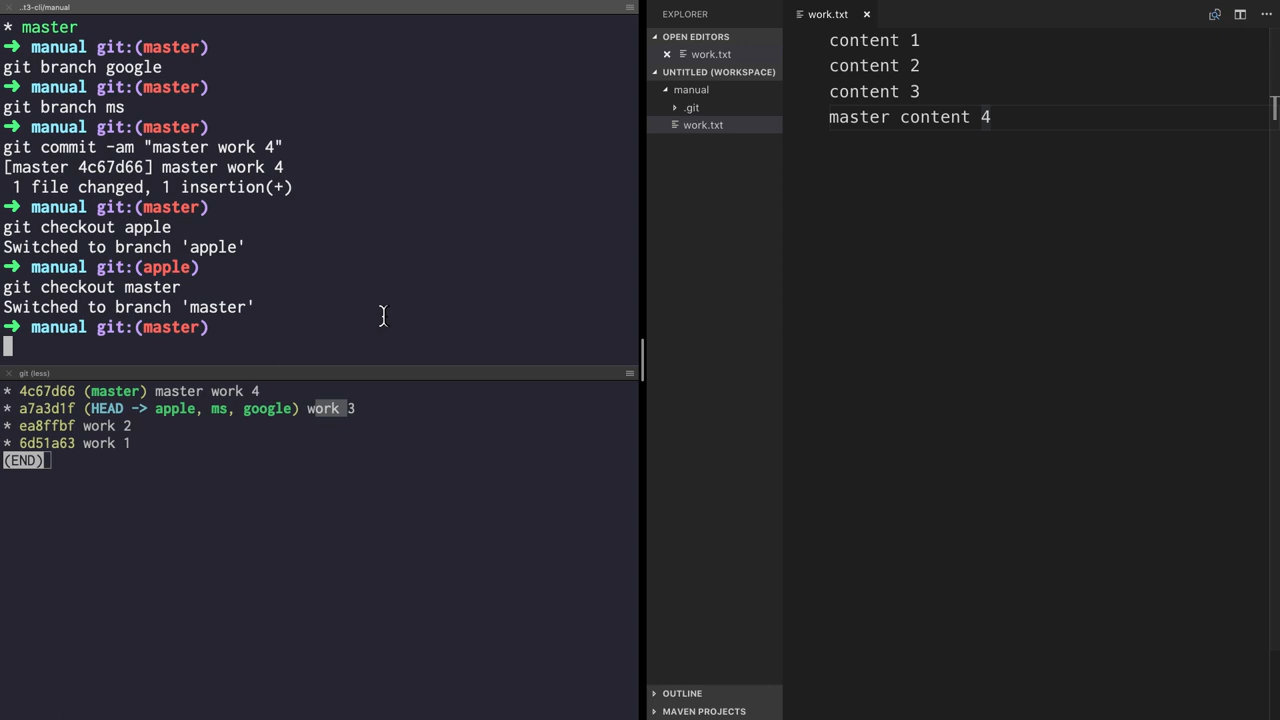 ..t3-cli/manual
* master
➜ manual git:(master)
git branch google
➜ manual git:(master)
git branch ms
➜ manual git:(master)
git commit -am "master work 4"
[master 4c67d66] master work 4
1 file changed, 1 insertion(+)
➜ manual git:(master)
git checkout apple
Switched to branch 'apple'
➜ manual git:(apple)
git checkout master
Switched to branch 'master'
➜ manual git:(master)
git (less)
* 4c67d66 (master) master work 4
* a7a3d1f (HEAD -> apple, ms, google) work 3
* ea8ffbf work 2
* 6d51a63 work 1
(END)
EXPLORER
OPEN EDITORS
work.txt
UNTITLED (WORKSPACE)
manual
.git
work.txt
OUTLINE
MAVEN PROJECTS
work.txt
content 1
content 2
content 3
master content 4